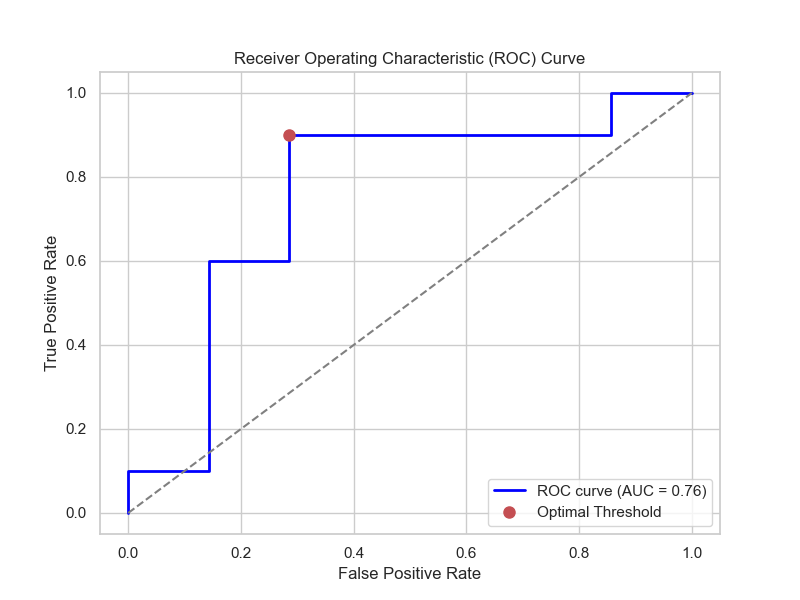 Receiver Operating Characteristic (ROC) Curve
True Positive Rate
1.0
0.8
0.6
0.4
0.2
0.0
ROC curve (AUC = 0.76)
Optimal Threshold
0.0 0.2 0.4 0.6 0.8 1.0
False Positive Rate